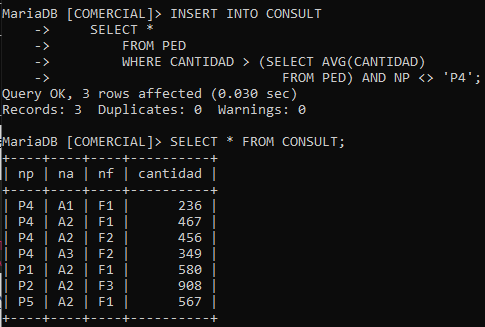 MariaDB [COMERCIAL]> INSERT INTO CONSULT
    ->     SELECT *
    ->         FROM PED
    ->         WHERE CANTIDAD > (SELECT AVG(CANTIDAD)
    ->                           FROM PED) AND NP <> 'P4';
Query OK, 3 rows affected (0.030 sec)
Records: 3  Duplicates: 0  Warnings: 0

MariaDB [COMERCIAL]> SELECT * FROM CONSULT;
+----+----+----+----------+
| np | na | nf | cantidad |
+----+----+----+----------+
| P4 | A1 | F1 |      236 |
| P4 | A2 | F1 |      467 |
| P4 | A2 | F2 |      456 |
| P4 | A3 | F2 |      349 |
| P1 | A2 | F1 |      580 |
| P2 | A2 | F3 |      908 |
| P5 | A2 | F1 |      567 |
+----+----+----+----------+